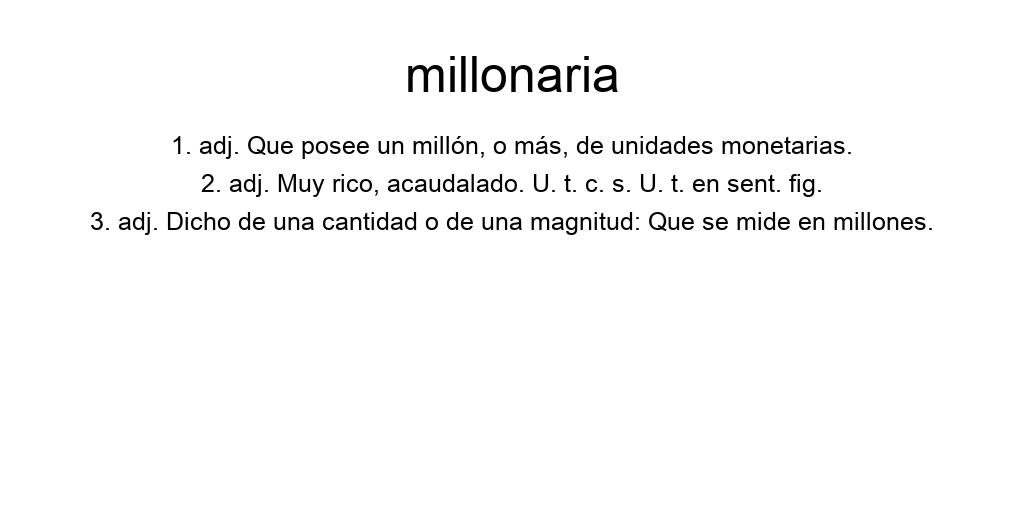 millonaria
1. adj. Que posee un millón, o más, de unidades monetarias.
2. adj. Muy rico, acaudalado. U. t. c. s. U. t. en sent. fig.
3. adj. Dicho de una cantidad o de una magnitud: Que se mide en millones.